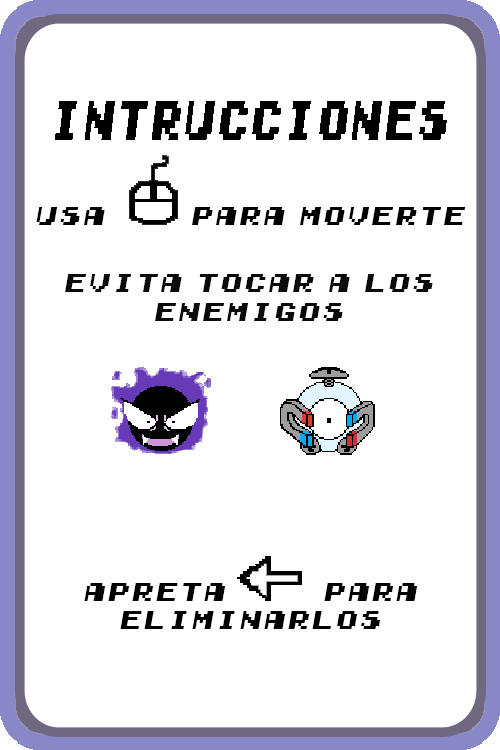 INTRUCCIONES
USA PARA MOVERTE
EVITA TOCAR A LOS
ENEMIGOS
APRETA PARA
ELIMINARLOS